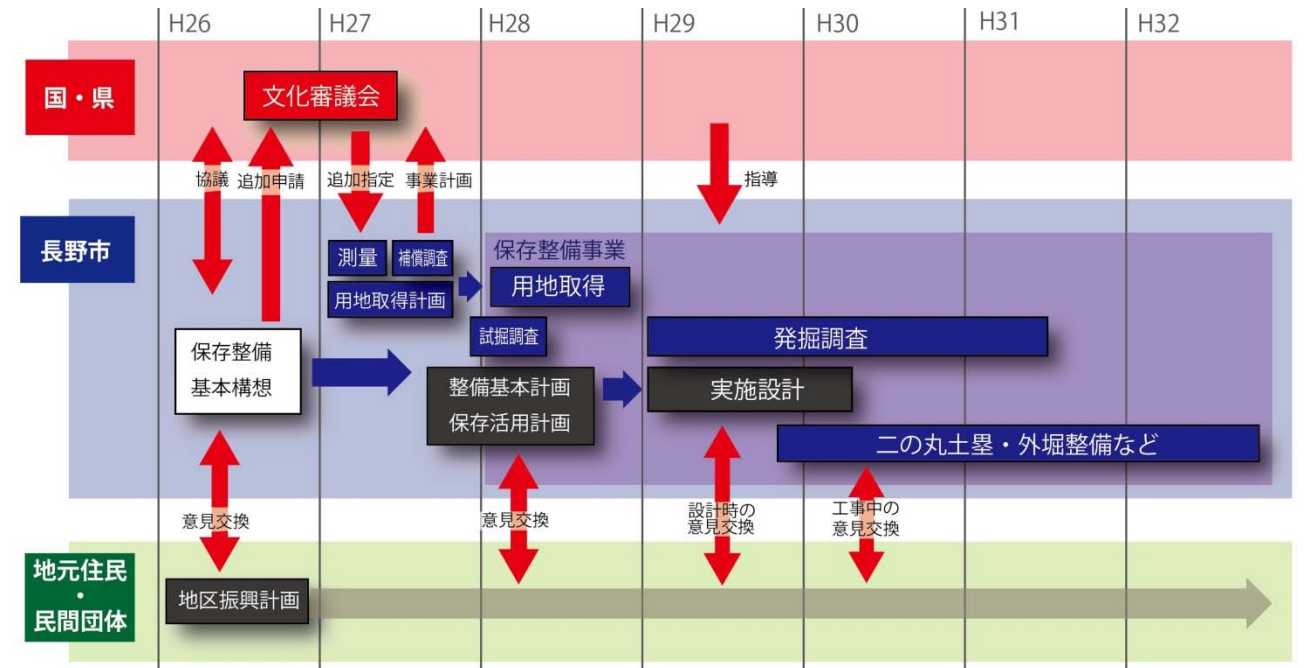 H26
H27
H28
H29
H30
H31
H32
国・県
文化審議会
協議
追加申請
追加指定
事業計画
指導
長野市
保存整備事業
測量
補償調査
用地取得計画
用地取得
試掘調査
発掘調査
保存整備
基本構想
整備基本計画
保存活用計画
実施設計
二の丸土塁・外堀整備など
意見交換
意見交換
設計時の
意見交換
工事中の
意見交換
地元住民
・
民間団体
地区振興計画